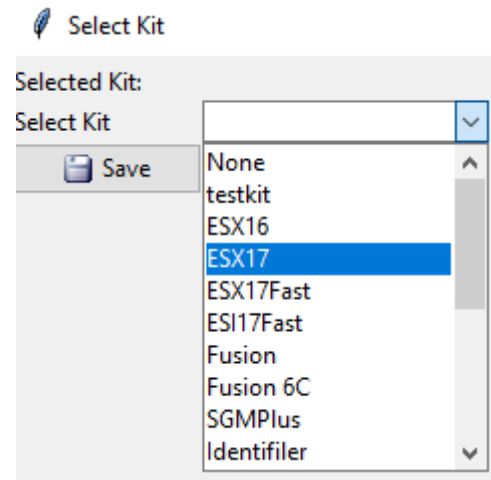 Select Kit
Selected Kit:
Select Kit
Save
None
testkit
ESX16
ESX17
ESX17Fast
ESI17Fast
Fusion
Fusion 6C
SGMPlus
Identifiler